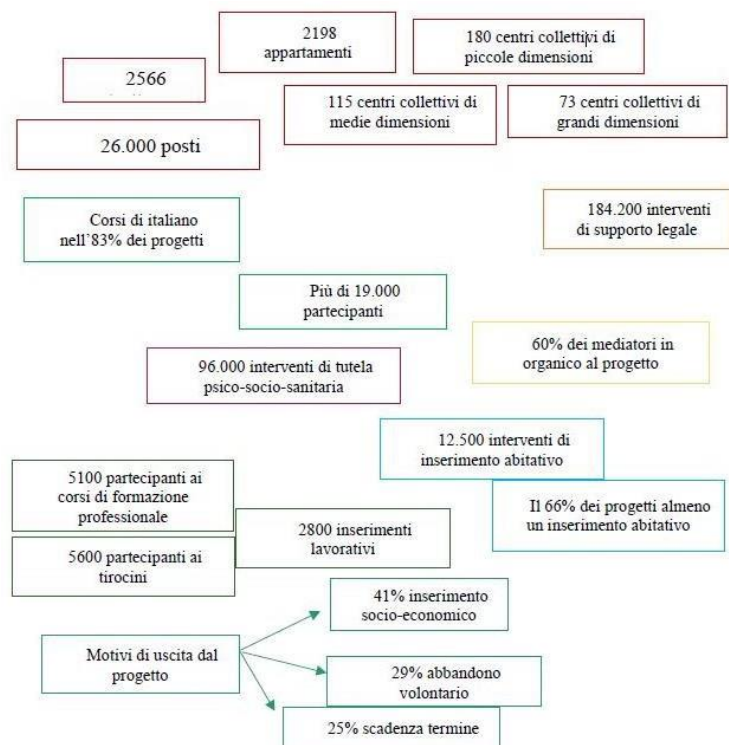 2198
appartamenti
180 centri collettivi di
piccole dimensioni
2566
115 centri collettivi di
medie dimensioni
73 centri collettivi di
grandi dimensioni
26.000 posti
Corsi di italiano
nell'83% dei progetti
184.200 interventi
di supporto legale
Più di 19.000
partecipanti
60% dei mediatori in
organico al progetto
96.000 interventi di tutela
psico-socio-sanitaria
12.500 interventi di
inserimento abitativo
5100 partecipanti ai
corsi di formazione
professionale
Il 66% dei progetti almeno
un inserimento abitativo
2800 inserimenti
lavorativi
5600 partecipanti ai
tirocini
41% inserimento
socio-economico
Motivi di uscita dal
progetto
29% abbandono
volontario
25% scadenza termine